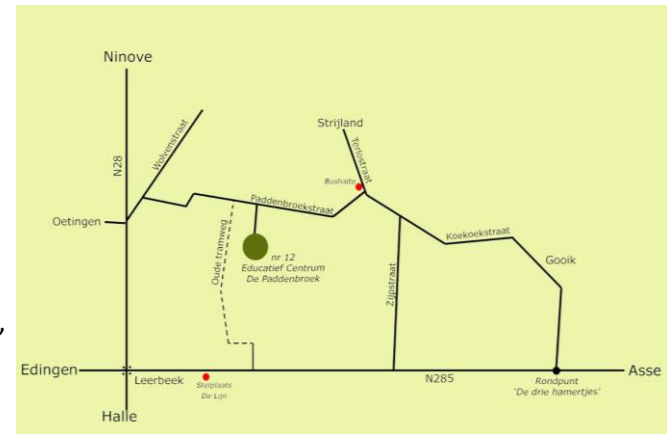 Ninove
N28
Wolvenstraat
Strijland
Terlostraat
Bushalte
Oetingen
Paddenbroekstraat
Koekoekstraat
Gooik
Oude tramweg
nr 12
Educatief Centrum
De Paddenbroek
Zijpstraat
,
Edingen
Leerbeek
Stelplaats
De Lijn
N285
Asse
Rondpunt
'De drie hamertjes'
Halle